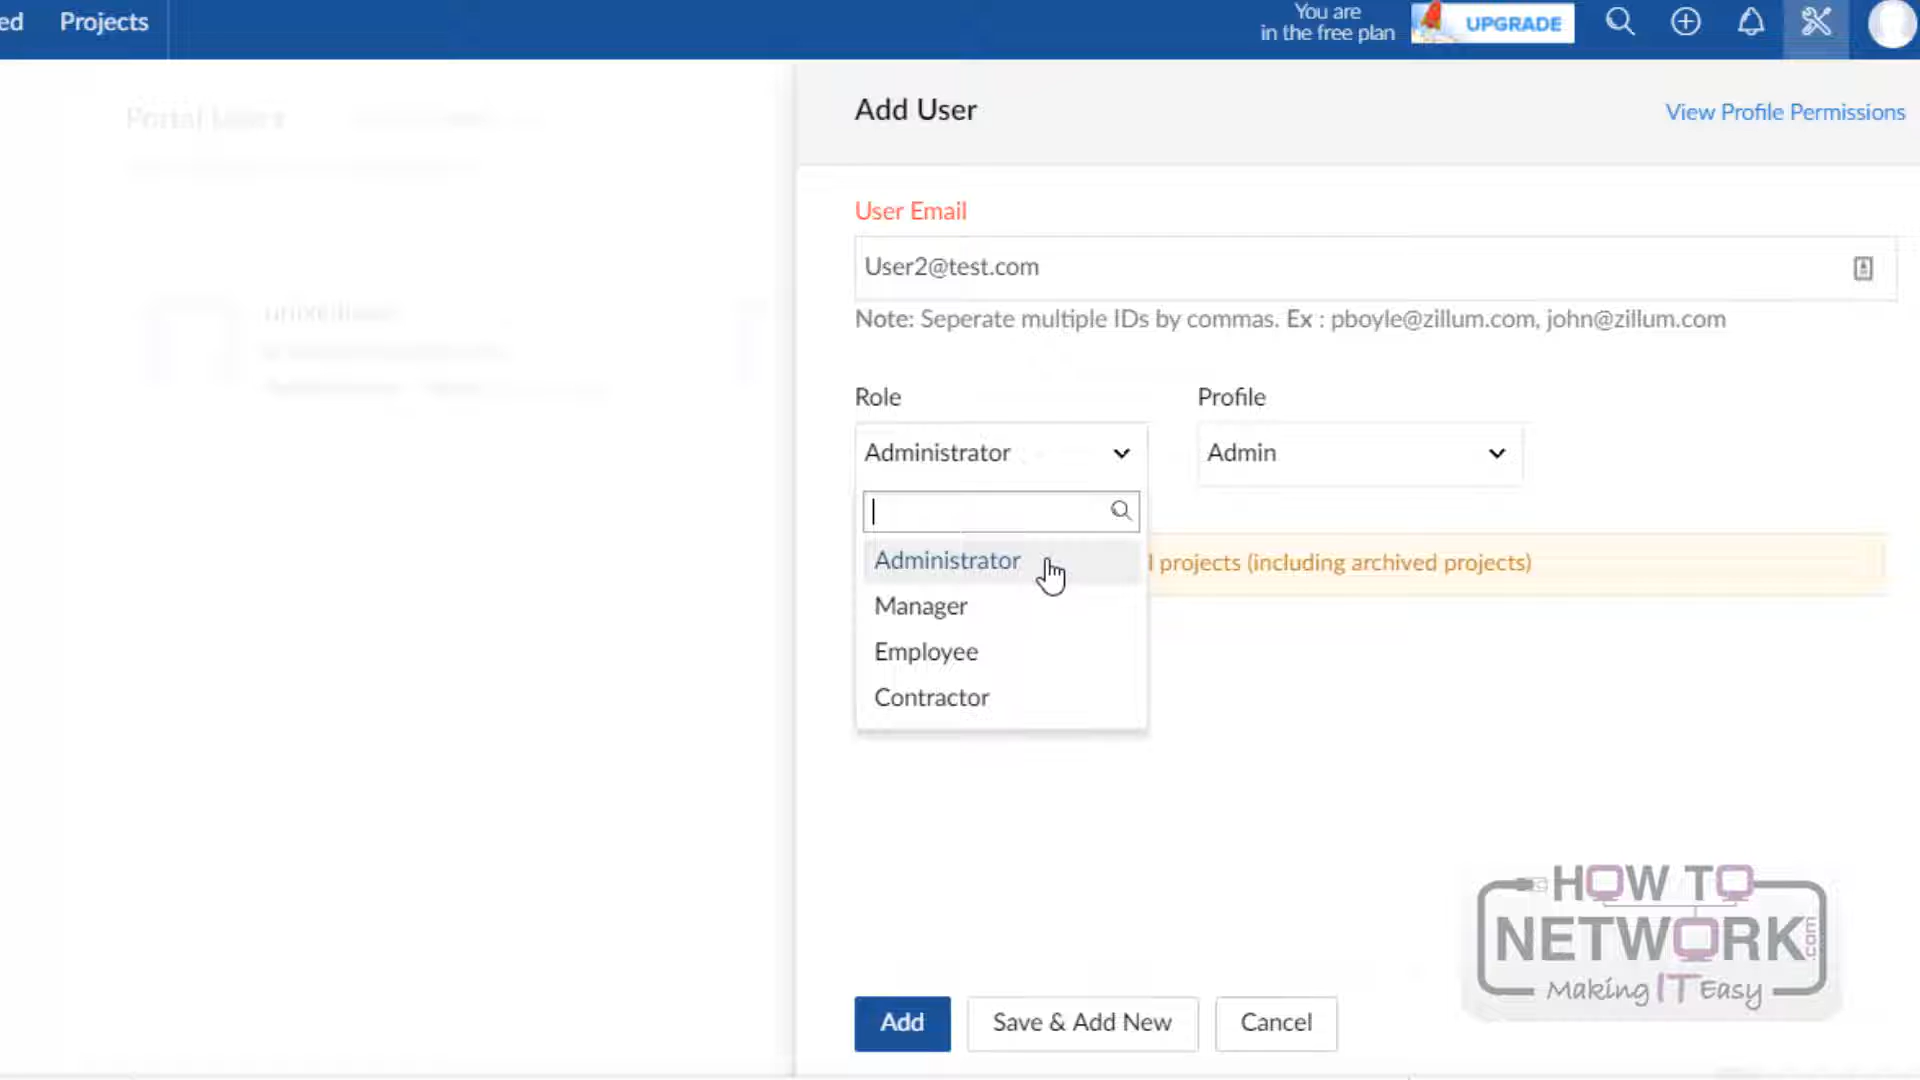 ed Projects
You are
in the free plan
UPGRADE
Add User
View Profile Permissions
User Email
User2@test.com
Note: Seperate multiple IDs by commas. Ex : pboyle@zillum.com, john@zillum.com
Role
Profile
Administrator
Admin
Administrator
projects (including archived projects)
Manager
Employee
Contractor
Add
Save & Add New
Cancel
HOW TO
NETWORK.com
Making IT Easy